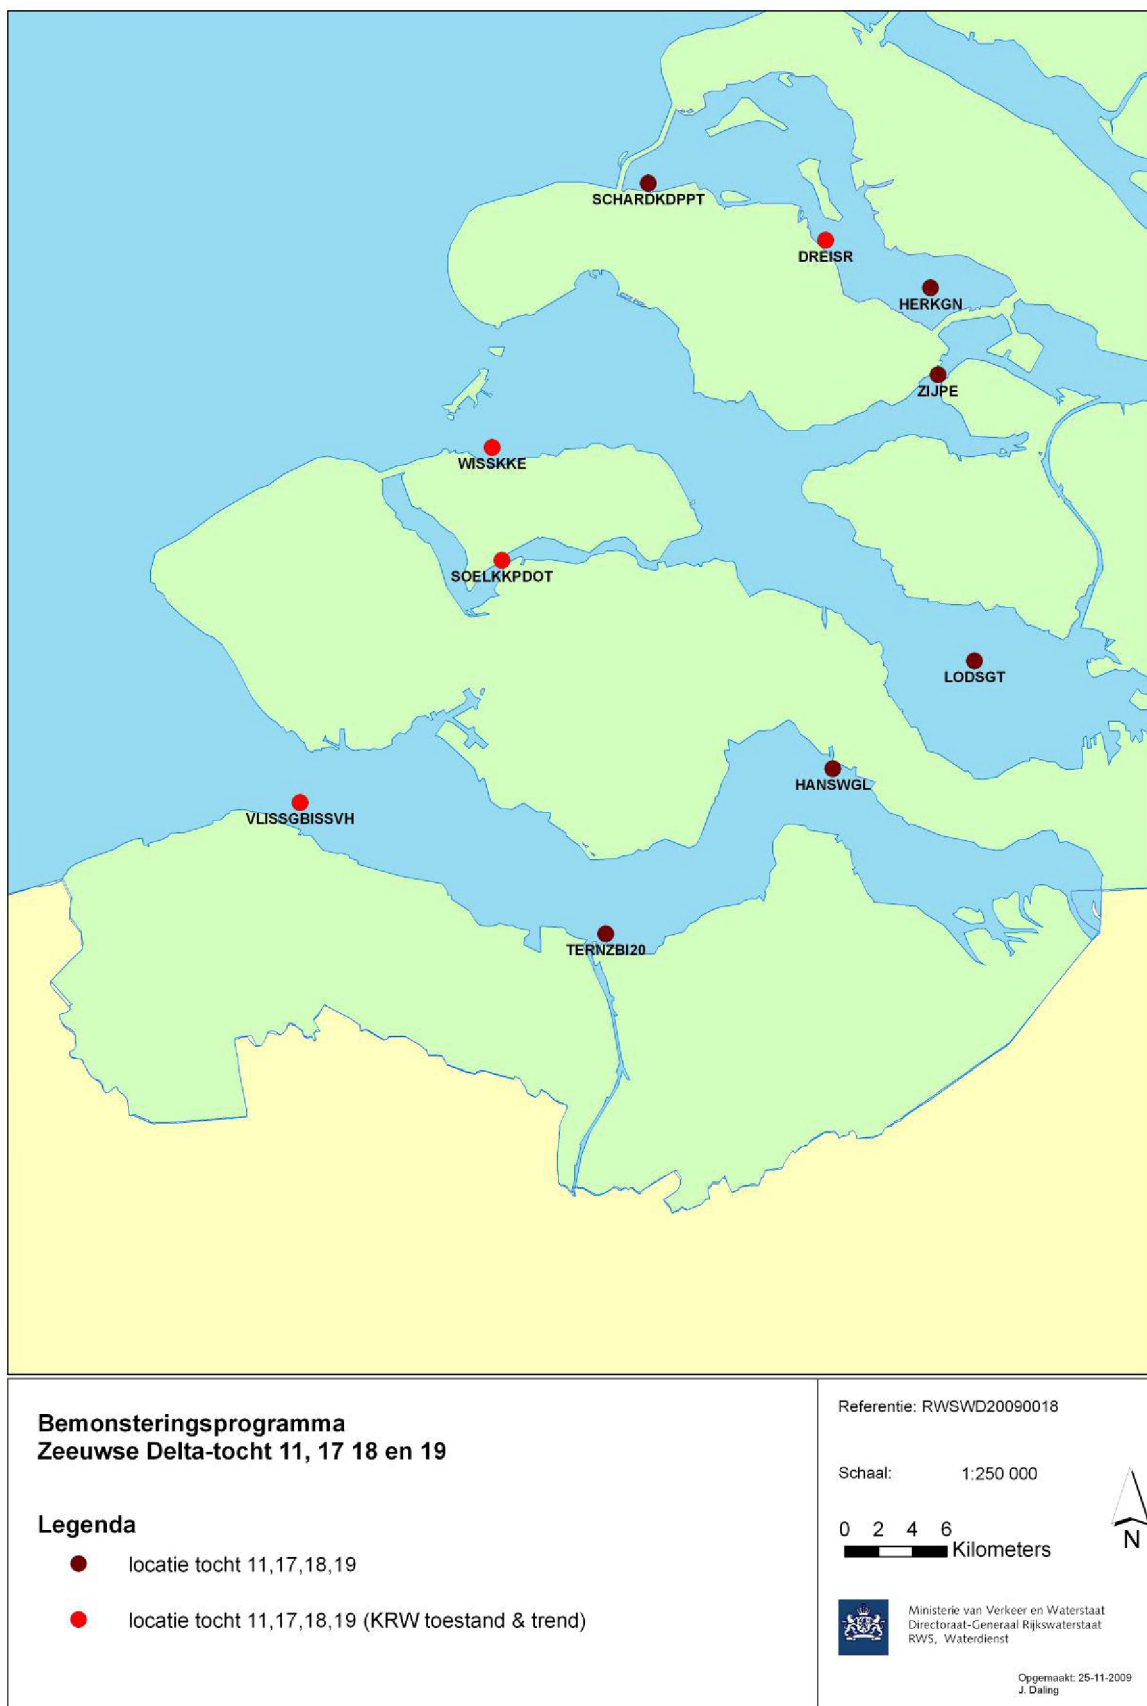 SCHARDKDPPT
DREISR
HERKGN
ZIJPE
WISSKKE
SOELKKPDOT
LODSGT
HANSWGL
VLISSGBISSVH
TERNZBI20
Bemonsteringsprogramma
Zeeuwse Delta-tocht 11, 17 18 en 19
Legenda
locatie tocht 11,17,18,19
locatie tocht 11,17,18,19 (KRW toestand & trend)
Referentie: RWSWD20090018
Schaal: 1:250 000
0 2 4 6
Kilometers
N
Ministerie van Verkeer en Waterstaat
Directoraat-Generaal Rijkswaterstaat
RWS, Waterdienst
Opgemaakt: 25-11-2009
J. Daling